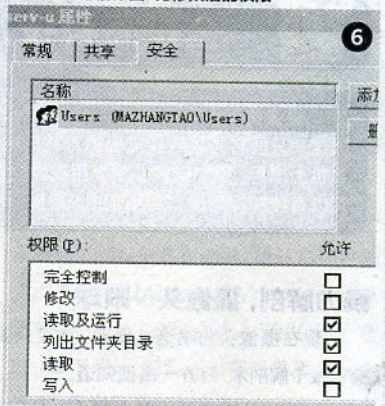 serv-u 属性
6
常规 共享 安全
名称 添加
Users (MAZHANGTAO\Users)
权限(P): 允许
完全控制
修改
读取及运行
列出文件夹目录
读取
写入